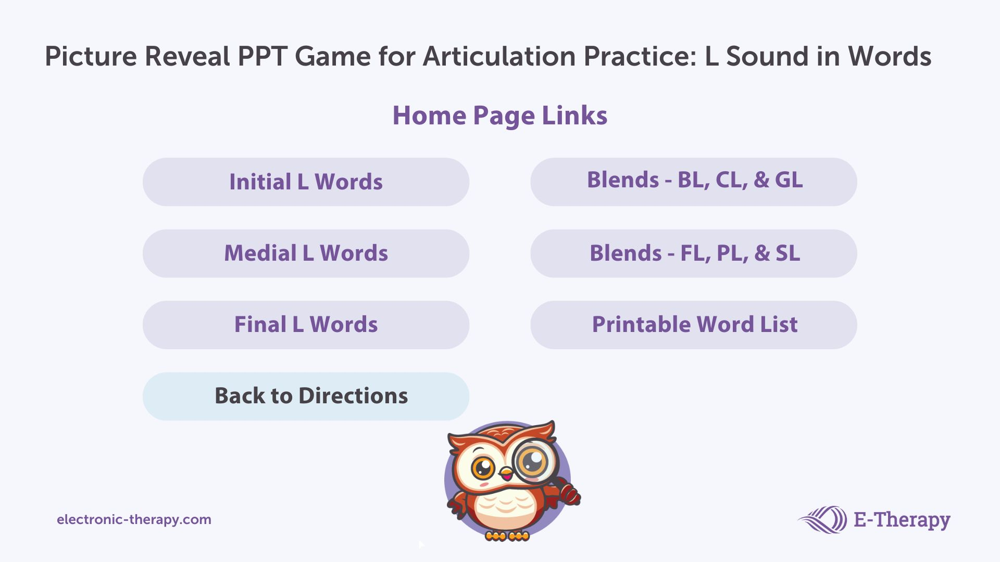 Picture Reveal PPT Game for Articulation Practice: L Sound in Words
Home Page Links
Initial L Words
Medial L Words
Final L Words
Back to Directions
Blends - BL, CL, & GL
Blends - FL, PL, & SL
Printable Word List
electronic-therapy.com
E-Therapy